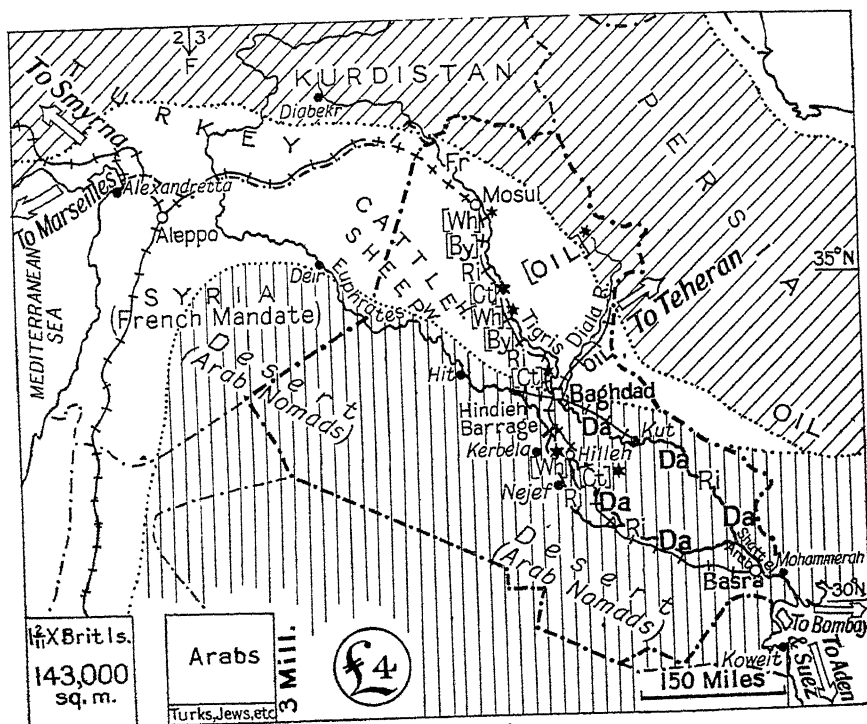 23
F
To Smyrna
TURKEY
KURDISTAN
Diabekr
PERSIA
To Marseilles
Alexandretta
Aleppo
MEDITERRANEAN SEA
SYRIA
(French Mandate)
Deir
Euphrates
CATTLE
SHEEP
W
H
Fr
Mosul
[Wh]
[By]
Ri
[Ct]
[Wh]
[By]
Ri
[Ct]
Tigris
[OIL
Diala R.
OIL
To Teheran
35°N
OIL
Desert
(Arab Nomads)
Hit
Baghdad
Hindieh
Barrage
Kerbela
Hilleh
[Wh]
[Ct]
Nejef
Ri
Da
Kut
Da
Ri
Da
Da
Ri
Da
Shatt el
Arab
Mohammerah
Basra
Desert
(Arab Nomads)
30N
To Bombay
To Aden
& Suez
Koweit
150 Miles
1 2/11 X Brit Is.
143,000
sq. m.
Arabs
Turks, Jews, etc
3 Mill.
£4